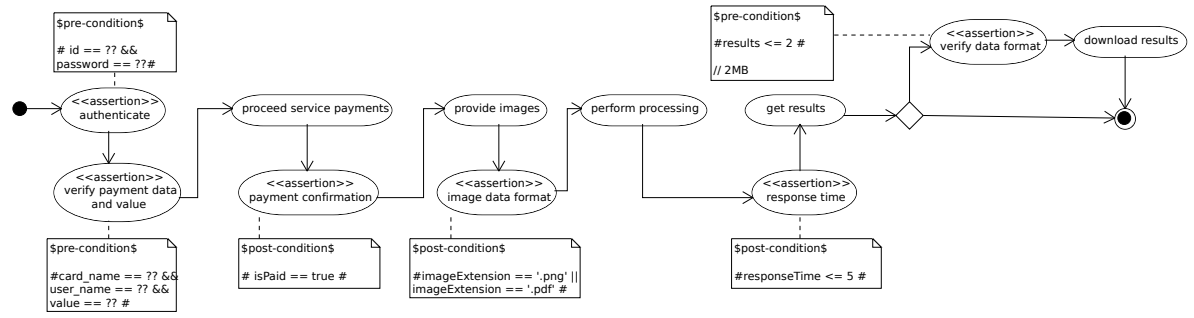 $pre-condition$
# id == ?? &&
password == ??#
<<assertion>>
authenticate
<<assertion>>
verify payment data
and value
$pre-condition$
#card_name == ?? &&
user_name == ?? &&
value == ?? #
proceed service payments
<<assertion>>
payment confirmation
$post-condition$
# isPaid == true #
provide images
<<assertion>>
image data format
$post-condition$
#imageExtension == '.png' ||
imageExtension == '.pdf' #
perform processing
<<assertion>>
response time
$post-condition$
#responseTime <= 5 #
get results
$pre-condition$
#results <= 2 #
// 2MB
<<assertion>>
verify data format
download results